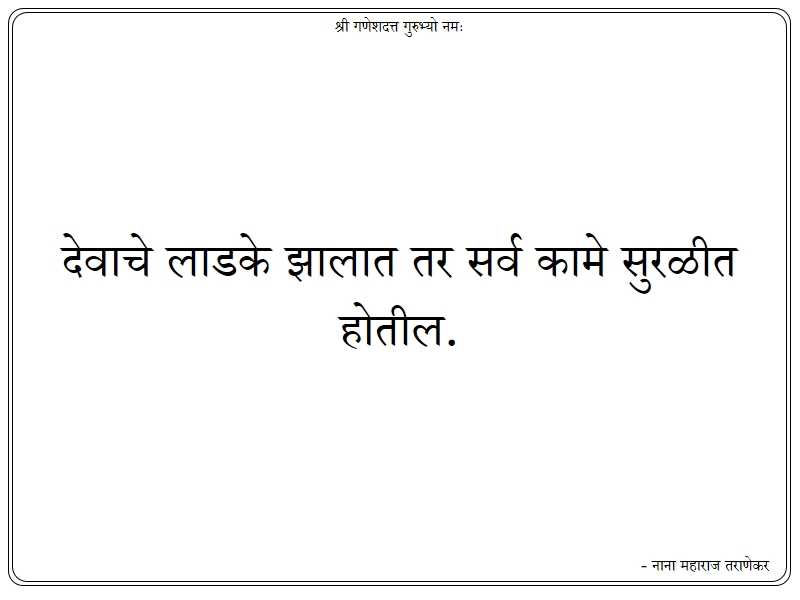 श्री गणेशदत्त गुरुभ्यो नमः
देवाचे लाडके झालात तर सर्व कामे सुरळीत
होतील.
- नाना महाराज तराणेकर